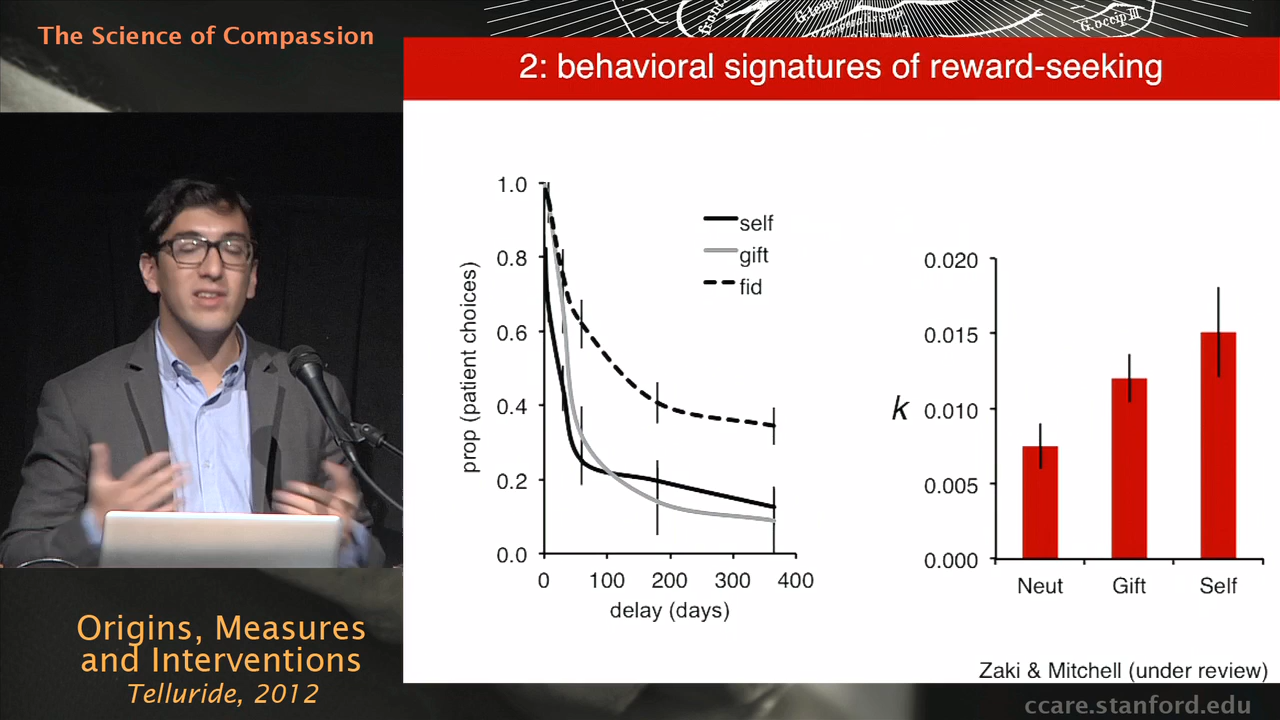 The Science of Compassion
G.occip III
2: behavioral signatures of reward-seeking
1.0
0.8
0.6
0.4
0.2
0.0
prop (patient choices)
0
100
200
300
400
delay (days)
self
gift
fid
0.020
0.015
0.010
0.005
0.000
k
Neut
Gift
Self
Zaki & Mitchell (under review)
Origins, Measures
and Interventions
Telluride, 2012
ccare.stanford.edu